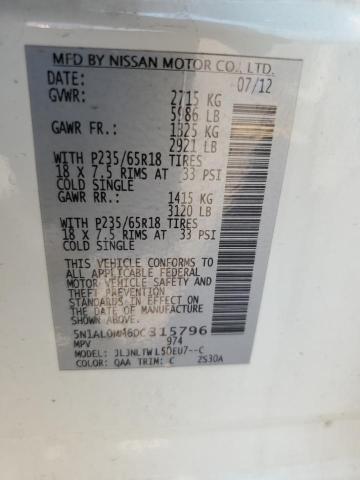 MFD BY NISSAN MOTOR CO., LTD.
DATE: 07/12
GVWR: 2715 KG
5986 LB
GAWR FR.: 1325 KG
2921 LB
WITH P235/65R18 TIRES
18 X 7.5 RIMS AT 33 PSI
COLD SINGLE
GAWR RR.: 1415 KG
3120 LB
WITH P235/65R18 TIRES
18 X 7.5 RIMS AT 33 PSI
COLD SINGLE
THIS VEHICLE CONFORMS TO
ALL APPLICABLE FEDERAL
MOTOR VEHICLE SAFETY AND
AND THEFT PREVENTION
STANDARDS IN EFFECT ON
THE DATE OF MANUFACTURE
SHOWN ABOVE.
5N1AL0MM6DC315796
MPV 974
MODEL: JLJNLTWL50EU7--C
COLOR: QAA TRIM: C ZS30A